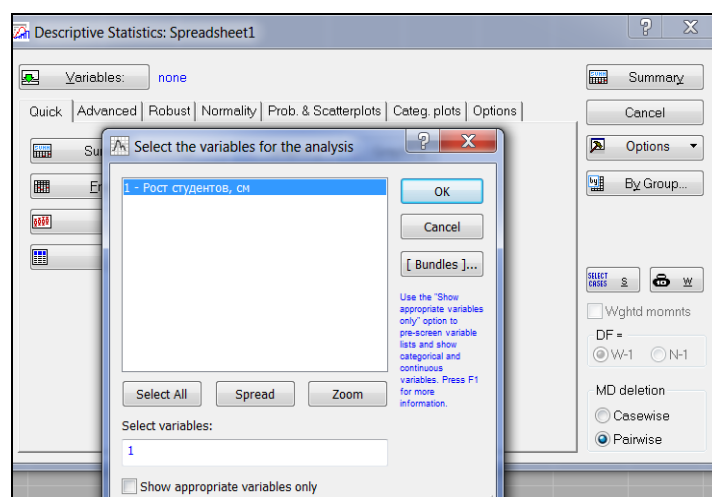 Descriptive Statistics: Spreadsheet1
Variables: none
Quick Advanced Robust Normality Prob. & Scatterplots Categ. plots Options
Summary
Cancel
Options
By Group...
SELECT CASES S W
Wghtd momnts
DF =
W-1 N-1
MD deletion
Casewise
Pairwise
Select the variables for the analysis
1 - Рост студентов, см
OK
Cancel
[ Bundles ]...
Use the "Show
appropriate variables
only" option to
pre-screen variable
lists and show
categorical and
continuous
variables. Press F1
for more
information.
Select All Spread Zoom
Select variables:
1
Show appropriate variables only